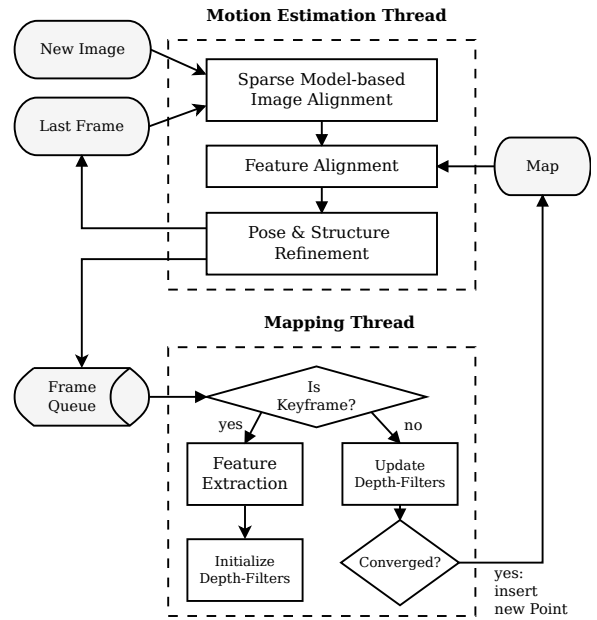 Motion Estimation Thread
New Image
Sparse Model-based
Image Alignment
Last Frame
Feature Alignment
Map
Pose & Structure
Refinement
Mapping Thread
Frame
Queue
Is
Keyframe?
yes
no
Feature
Extraction
Update
Depth-Filters
Initialize
Depth-Filters
Converged?
yes:
insert
new Point